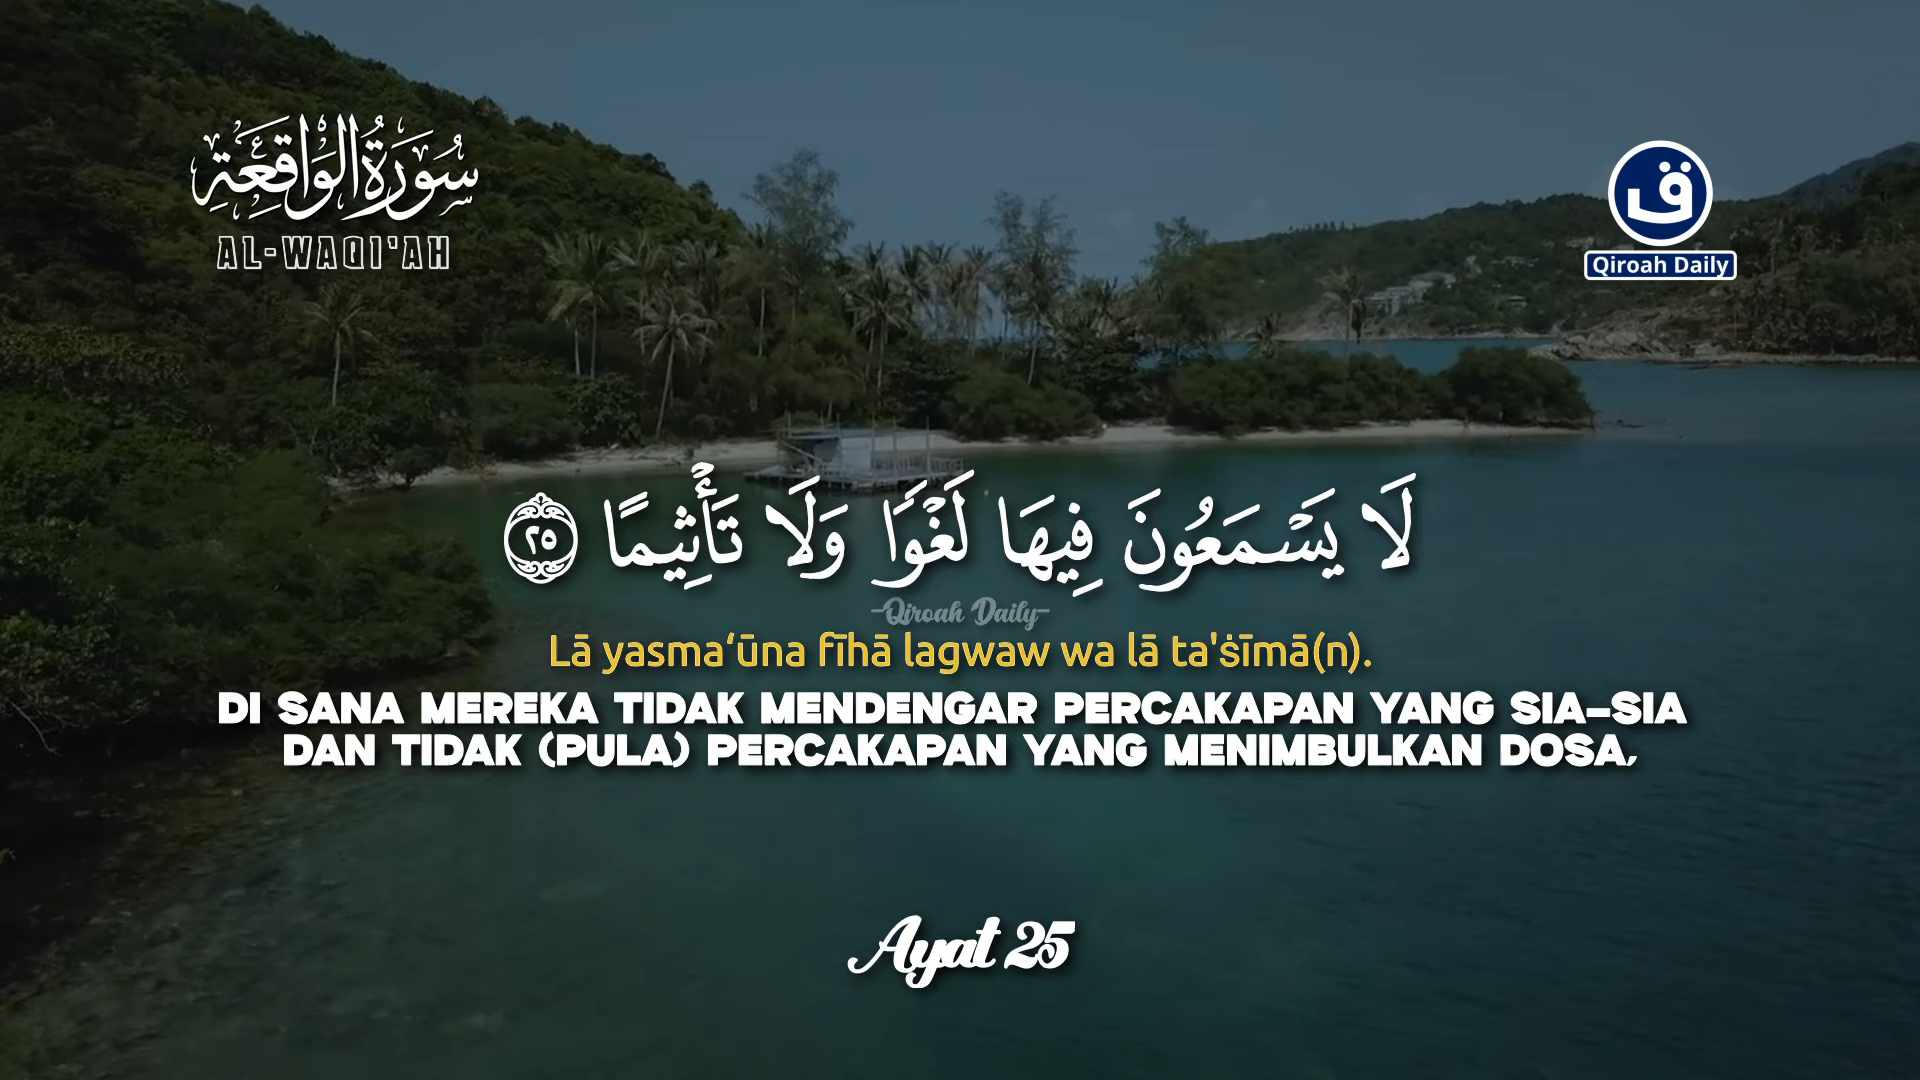 سُورَةُ الْوَاقِعَةِ
AL-WAQI'AH
ق
Qiroah Daily
لَا يَسْمَعُونَ فِيهَا لَغْوًا وَلَا تَأْثِيمًا ٢٥
-Qiroah Daily-
Lā yasma‘ūna fīhā lagwaw wa lā ta'ṡīmā(n).
DI SANA MEREKA TIDAK MENDENGAR PERCAKAPAN YANG SIA-SIA
DAN TIDAK (PULA) PERCAKAPAN YANG MENIMBULKAN DOSA,
Ayat 25